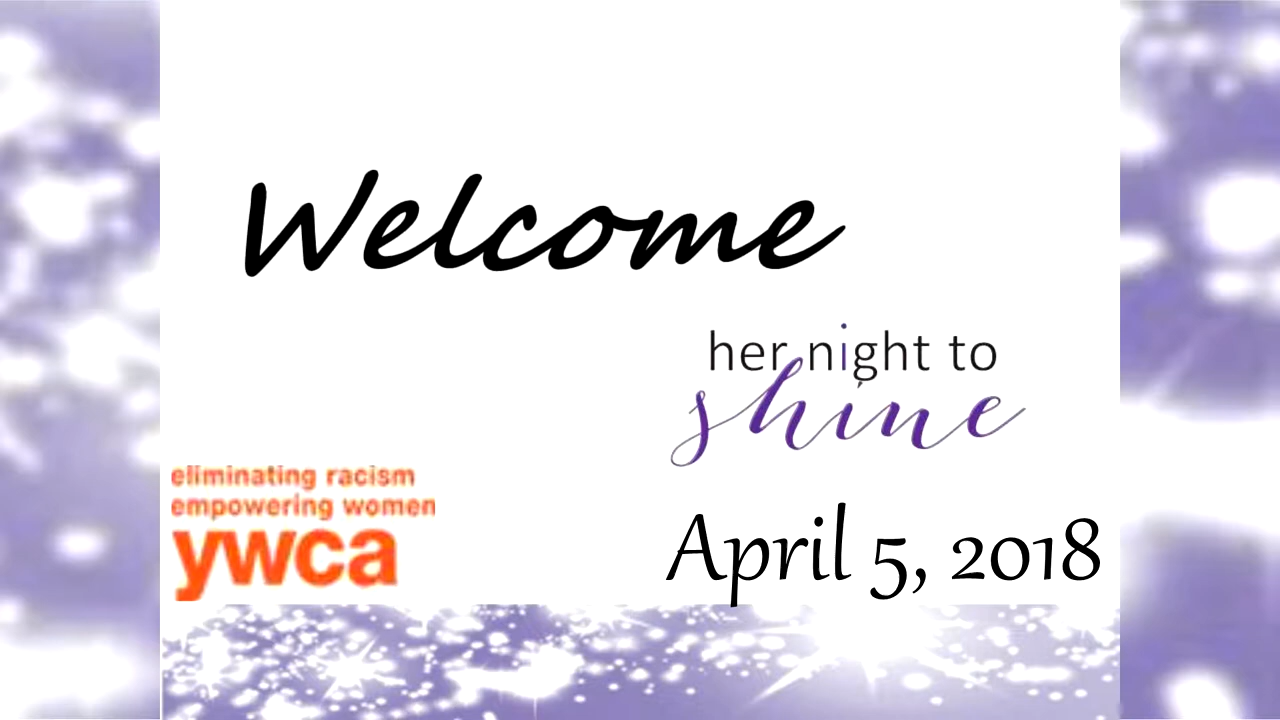 Welcome
her night to
shine
eliminating racism
empowering women
ywca
April 5, 2018